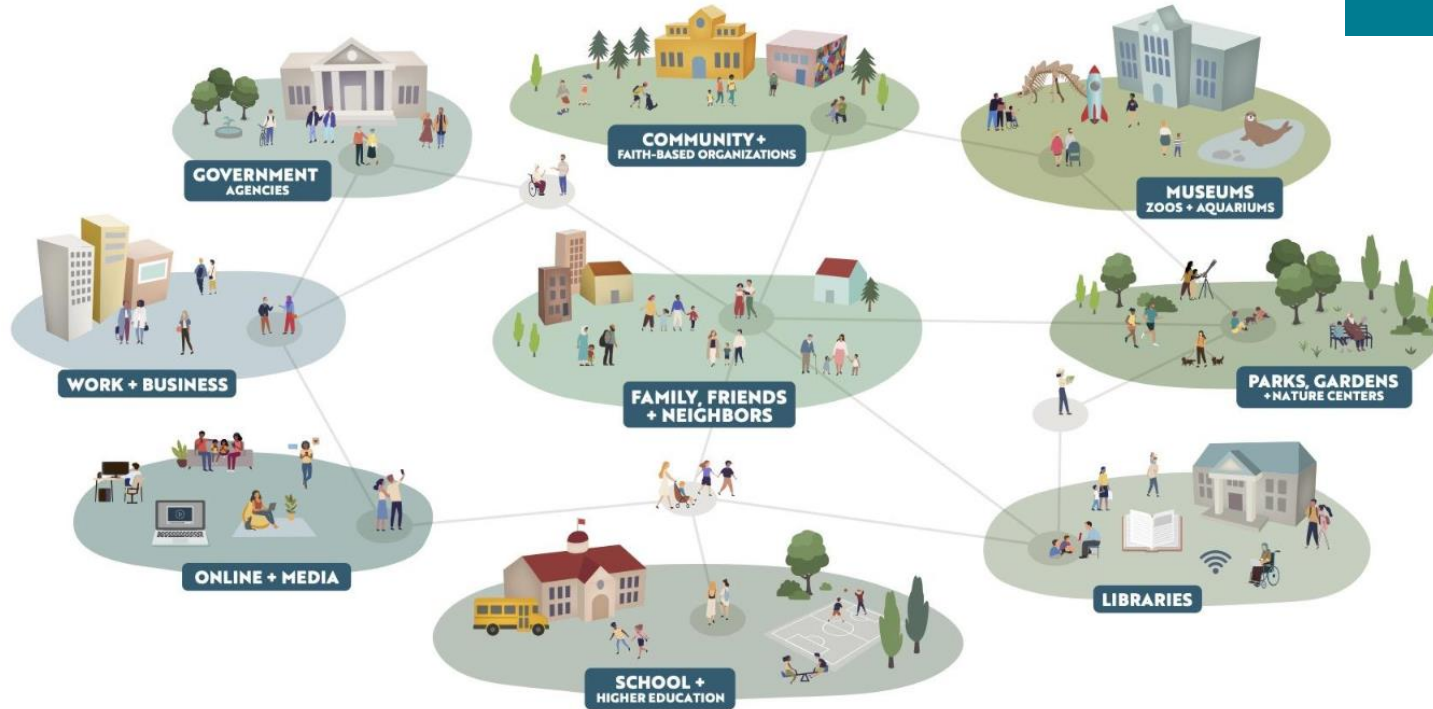 COMMUNITY +
FAITH-BASED ORGANIZATIONS
GOVERNMENT
AGENCIES
MUSEUMS
ZOOS + AQUARIUMS
WORK + BUSINESS
FAMILY, FRIENDS
+ NEIGHBORS
PARKS, GARDENS
+ NATURE CENTERS
ONLINE + MEDIA
LIBRARIES
SCHOOL +
HIGHER EDUCATION